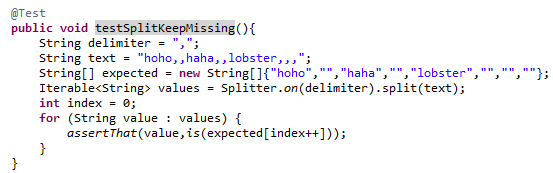 @Test
public void testSplitKeepMissing(){
    String delimiter = ",";
    String text = "hoho,,haha,,lobster,,,";
    String[] expected = new String[]{"hoho","","haha","","lobster","","",""};
    Iterable<String> values = Splitter.on(delimiter).split(text);
    int index = 0;
    for (String value : values) {
        assertThat(value,is(expected[index++]));
    }
}